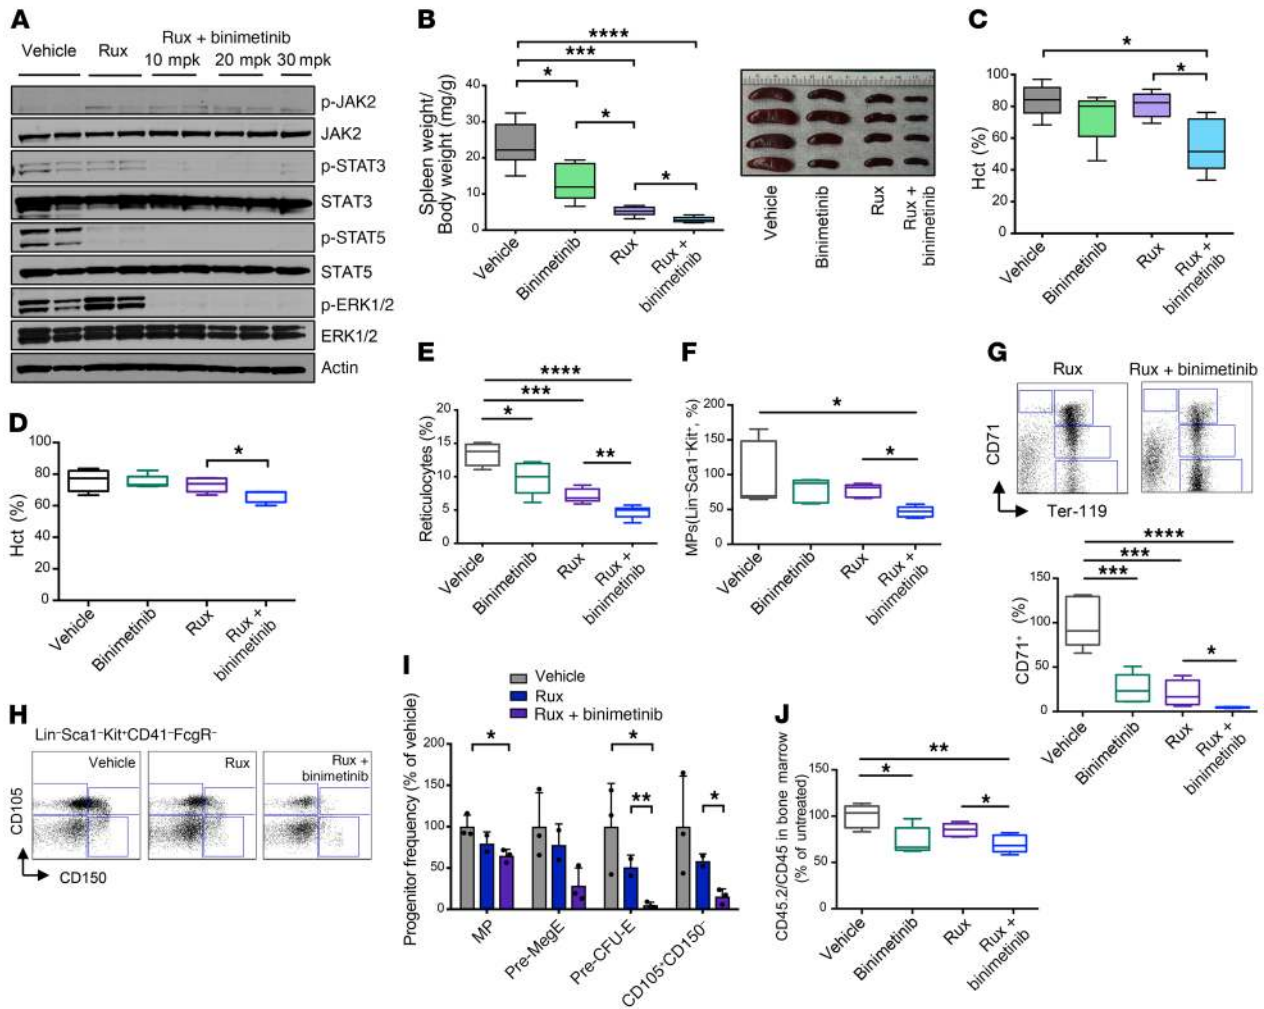 A
Vehicle
Rux
Rux + binimetinib
10 mpk
20 mpk
30 mpk
p-JAK2
JAK2
p-STAT3
STAT3
p-STAT5
STAT5
p-ERK1/2
ERK1/2
Actin
B
Spleen weight/
Body weight (mg/g)
40
30
20
10
0
****
***
*
*
*
Vehicle
Binimetinib
Rux
Rux +
binimetinib
Vehicle
Binimetinib
Rux
Rux +
binimetinib
C
Hct (%)
100
80
60
40
20
0
*
*
Vehicle
Binimetinib
Rux
Rux +
binimetinib
D
Hct (%)
100
80
60
40
20
0
*
Vehicle
Binimetinib
Rux
Rux +
binimetinib
E
Reticulocytes (%)
20
15
10
5
0
****
***
*
**
Vehicle
Binimetinib
Rux
Rux +
binimetinib
F
MPs(Lin⁻Sca1⁻Kit⁺, %)
200
150
100
50
0
*
*
Vehicle
Binimetinib
Rux
Rux +
binimetinib
G
Rux
Rux + binimetinib
CD71
Ter-119
CD71⁺ (%)
150
100
50
0
****
***
***
*
Vehicle
Binimetinib
Rux
Rux +
binimetinib
H
Lin⁻Sca1⁻Kit⁺CD41⁻FcgR⁻
Vehicle
Rux
Rux +
binimetinib
CD105
CD150
I
Vehicle
Rux
Rux + binimetinib
Progenitor frequency (% of vehicle)
200
150
100
50
0
*
*
**
*
MP
Pre-MegE
Pre-CFU-E
CD105⁺CD150⁻
J
CD45.2/CD45 in bone marrow
(% of untreated)
150
100
50
0
**
*
*
Vehicle
Binimetinib
Rux
Rux +
binimetinib